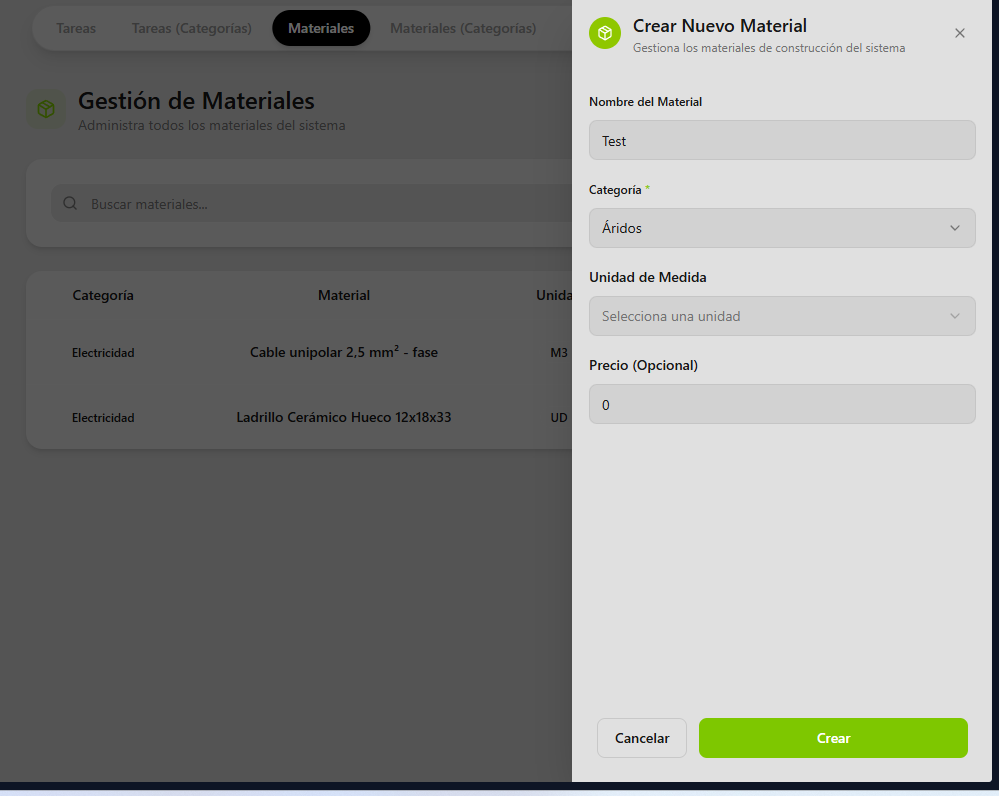 Tareas
Tareas (Categorías)
Materiales
Materiales (Categorías)
Gestión de Materiales
Administra todos los materiales del sistema
Buscar materiales...
Categoría Material
Electricidad Cable unipolar 2,5 mm² - fase M3
Electricidad Ladrillo Cerámico Hueco 12x18x33 UD
Crear Nuevo Material
Gestiona los materiales de construcción del sistema
Nombre del Material
Test
Categoría *
Áridos
Unidad de Medida
Selecciona una unidad
Precio (Opcional)
0
Cancelar
Crear